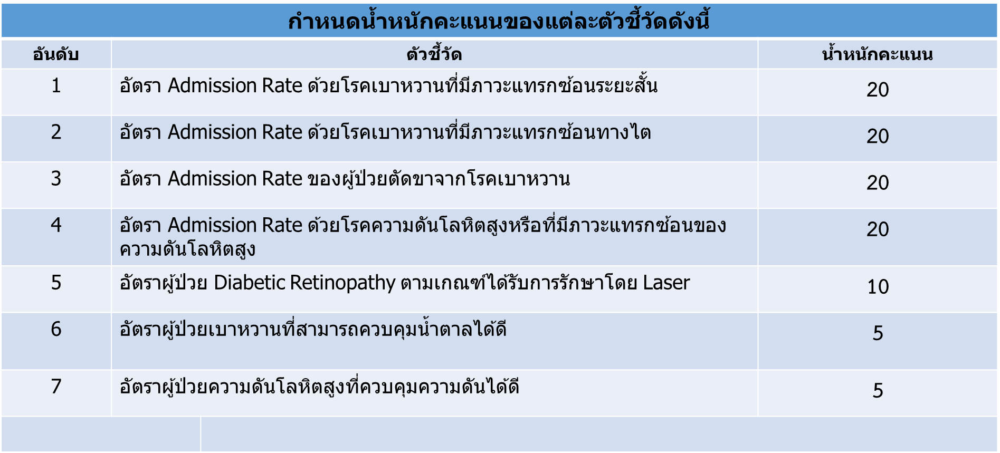 กำหนดน้ำหนักคะแนนของแต่ละตัวชี้วัดดังนี้
อันดับ ตัวชี้วัด น้ำหนักคะแนน
1 อัตรา Admission Rate ด้วยโรคเบาหวานที่มีภาวะแทรกซ้อนระยะสั้น 20
2 อัตรา Admission Rate ด้วยโรคเบาหวานที่มีภาวะแทรกซ้อนทางไต 20
3 อัตรา Admission Rate ของผู้ป่วยตัดขาจากโรคเบาหวาน 20
4 อัตรา Admission Rate ด้วยโรคความดันโลหิตสูงหรือที่มีภาวะแทรกซ้อนของ 20
ความดันโลหิตสูง
5 อัตราผู้ป่วย Diabetic Retinopathy ตามเกณฑ์ได้รับการรักษาโดย Laser 10
6 อัตราผู้ป่วยเบาหวานที่สามารถควบคุมน้ำตาลได้ดี 5
7 อัตราผู้ป่วยความดันโลหิตสูงที่ควบคุมความดันได้ดี 5